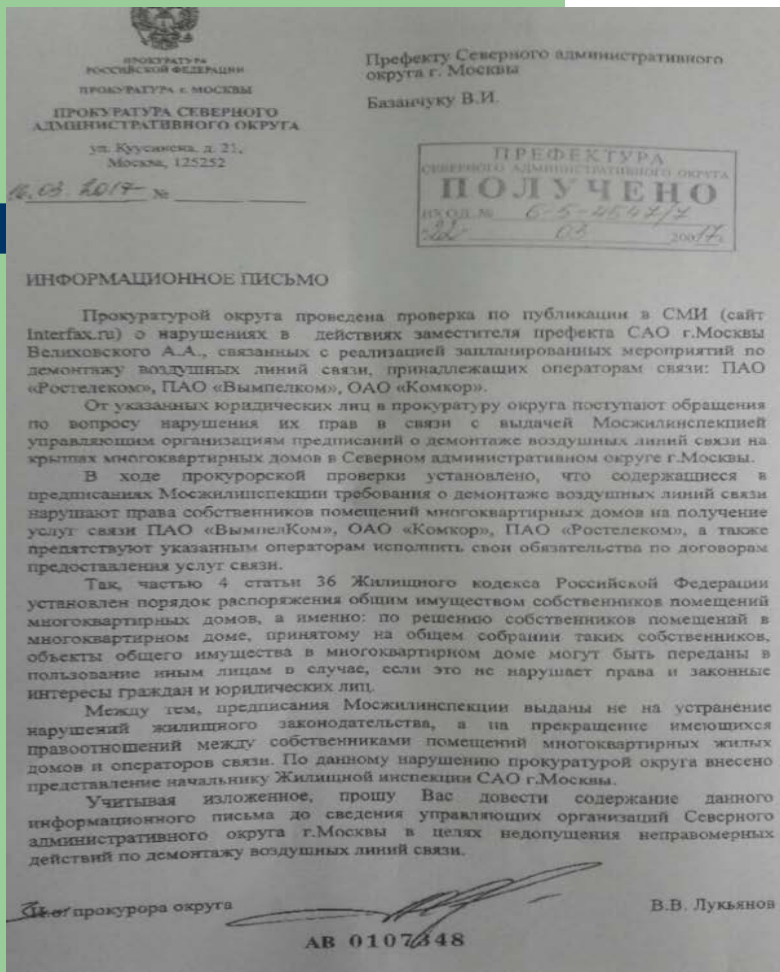 ПРОКУРАТУРА
РОССИЙСКОЙ ФЕДЕРАЦИИ
ПРОКУРАТУРА г. МОСКВЫ
ПРОКУРАТУРА СЕВЕРНОГО
АДМИНИСТРАТИВНОГО ОКРУГА
ул. Куусинена, д. 21,
Москва, 125252
16.03.2017 №
Префекту Северного административного
округа г. Москвы
Базанчуку В.И.
ПРЕФЕКТУРА
СЕВЕРНОГО АДМИНИСТРАТИВНОГО ОКРУГА
ПОЛУЧЕНО
ВХОД. № 6-5-4547/7
22 03 2017г.
ИНФОРМАЦИОННОЕ ПИСЬМО
Прокуратурой округа проведена проверка по публикации в СМИ (сайт
Interfax.ru) о нарушениях в действиях заместителя префекта САО г.Москвы
Велиховского А.А., связанных с реализацией запланированных мероприятий по
демонтажу воздушных линий связи, принадлежащих операторам связи: ПАО
«Ростелеком», ПАО «Вымпелком», ОАО «Комкор».
От указанных юридических лиц в прокуратуру округа поступают обращения
по вопросу нарушения их прав в связи с выдачей Мосжилинспекцией
управляющим организациям предписаний о демонтаже воздушных линий связи на
крышах многоквартирных домов в Северном административном округе г.Москвы.
В ходе прокурорской проверки установлено, что содержащиеся в
предписаниях Мосжилинспекции требования о демонтаже воздушных линий связи
нарушают права собственников помещений многоквартирных домов на получение
услуг связи ПАО «ВымпелКом», ОАО «Комкор», ПАО «Ростелеком», а также
препятствуют указанным операторам исполнить свои обязательства по договорам
предоставления услуг связи.
Так, частью 4 статьи 36 Жилищного кодекса Российской Федерации
установлен порядок распоряжения общим имуществом собственников помещений
многоквартирных домов, а именно: по решению собственников помещений в
многоквартирном доме, принятому на общем собрании таких собственников,
объекты общего имущества в многоквартирном доме могут быть переданы в
пользование иным лицам в случае, если это не нарушает права и законные
интересы граждан и юридических лиц.
Между тем, предписания Мосжилинспекции выданы не на устранение
нарушений жилищного законодательства, а на прекращение имеющихся
правоотношений между собственниками помещений многоквартирных жилых
домов и операторов связи. По данному нарушению прокуратурой округа внесено
представление начальнику Жилищной инспекции САО г.Москвы.
Учитывая изложенное, прошу Вас довести содержание данного
информационного письма до сведения управляющих организаций Северного
административного округа г.Москвы в целях недопущения неправомерных
действий по демонтажу воздушных линий связи.
прокурора округа
В.В. Лукьянов
АВ 0107348